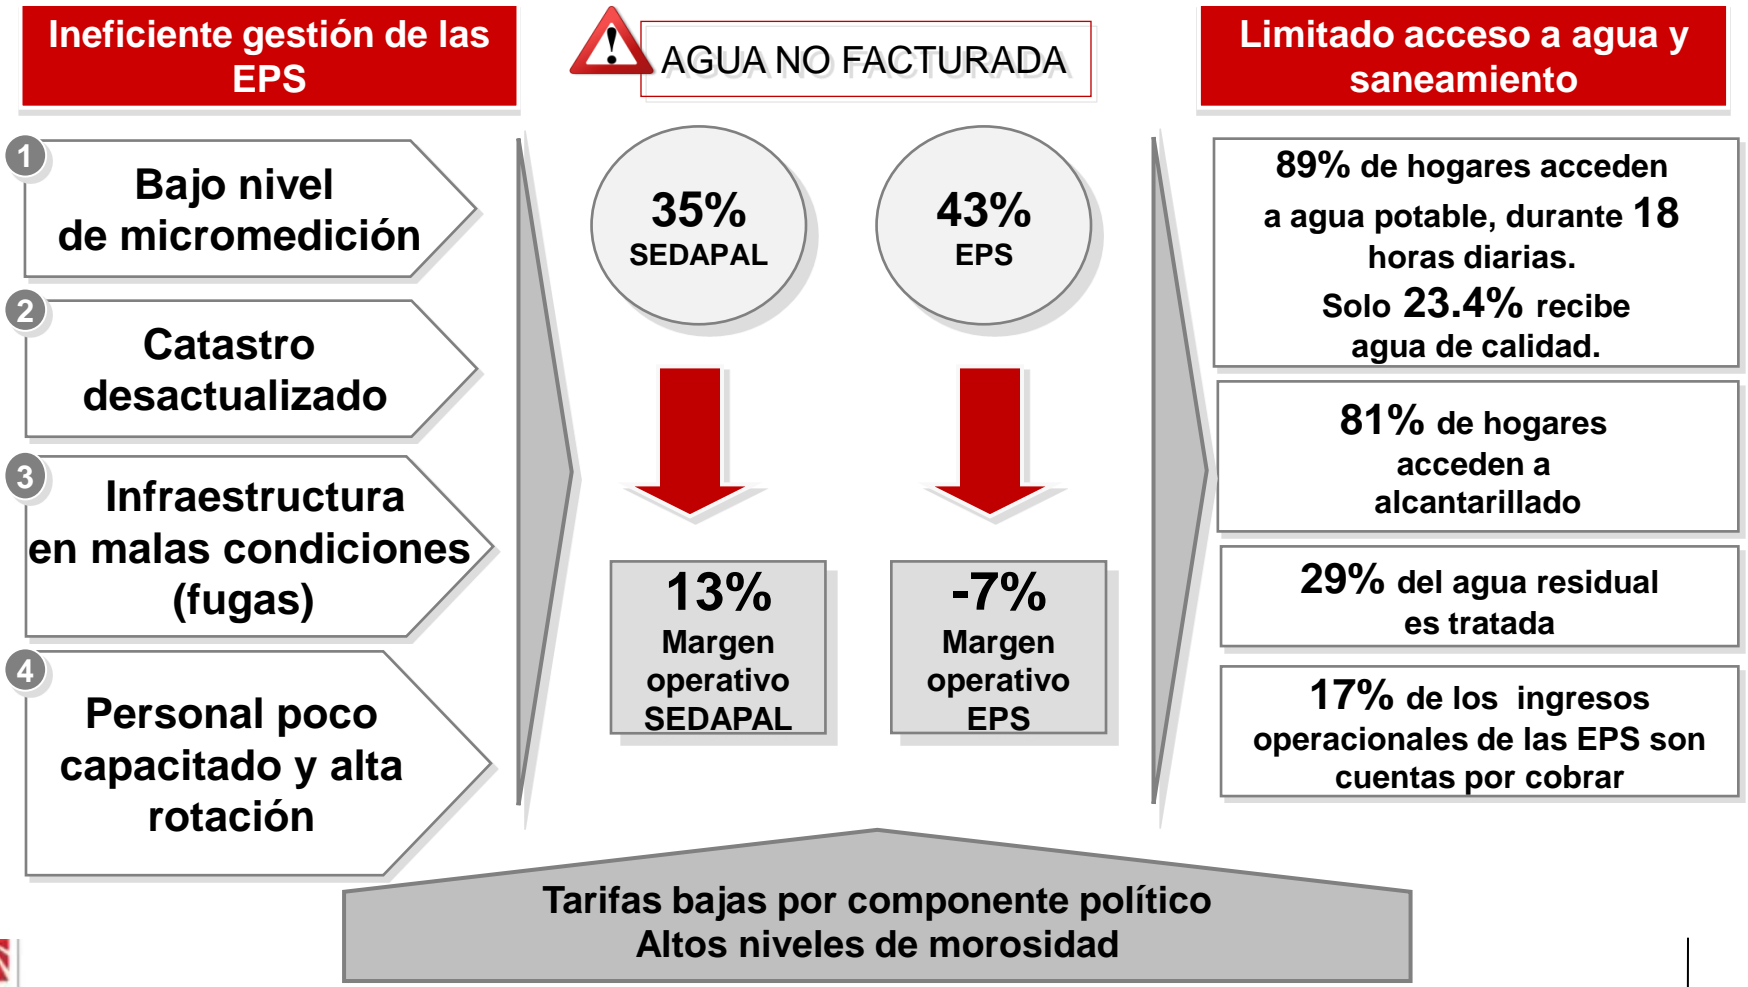 Ineficiente gestión de las
EPS
1
Bajo nivel
de micromedición
2
Catastro
desactualizado
3
Infraestructura
en malas condiciones
(fugas)
4
Personal poco
capacitado y alta
rotación
!
AGUA NO FACTURADA
35%
SEDAPAL
43%
EPS
13%
Margen
operativo
SEDAPAL
-7%
Margen
operativo
EPS
Limitado acceso a agua y
saneamiento
89% de hogares acceden
a agua potable, durante 18
horas diarias.
Solo 23.4% recibe
agua de calidad.
81% de hogares
acceden a
alcantarillado
29% del agua residual
es tratada
17% de los ingresos
operacionales de las EPS son
cuentas por cobrar
Tarifas bajas por componente político
Altos niveles de morosidad